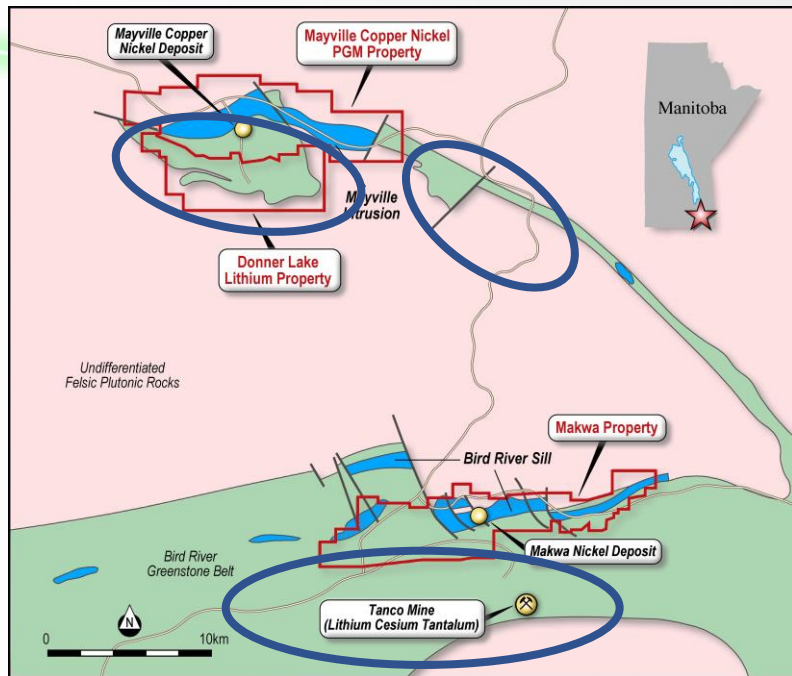 Mayville Copper
Nickel Deposit
Mayville Copper Nickel
PGM Property
Manitoba
Mayville
Intrusion
Donner Lake
Lithium Property
Undifferentiated
Felsic Plutonic Rocks
Makwa Property
Bird River Sill
Bird River
Greenstone Belt
Makwa Nickel Deposit
Tanco Mine
(Lithium Cesium Tantalum)
N
0 10km